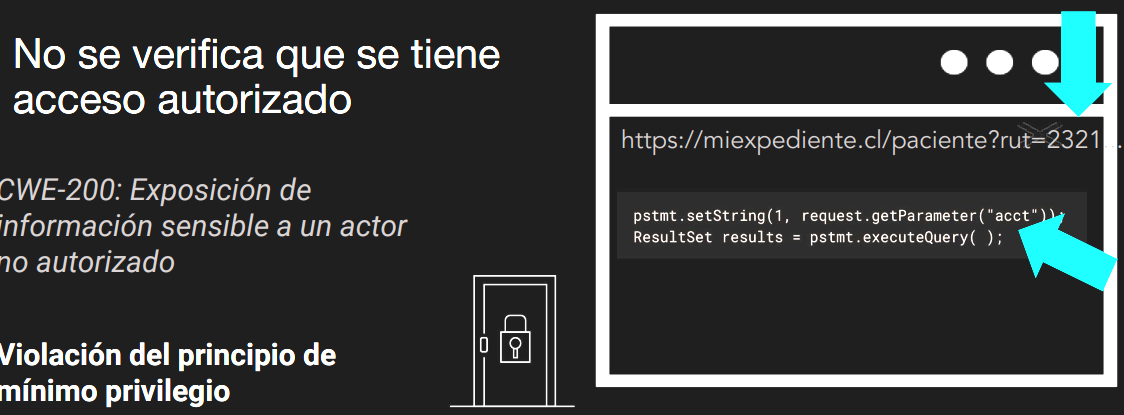 No se verifica que se tiene
acceso autorizado
CWE-200: Exposición de
información sensible a un actor
no autorizado
Violación del principio de
mínimo privilegio
https://miexpediente.cl/paciente?rut=2321...
pstmt.setString(1, request.getParameter("acct"));
ResultSet results = pstmt.executeQuery( );